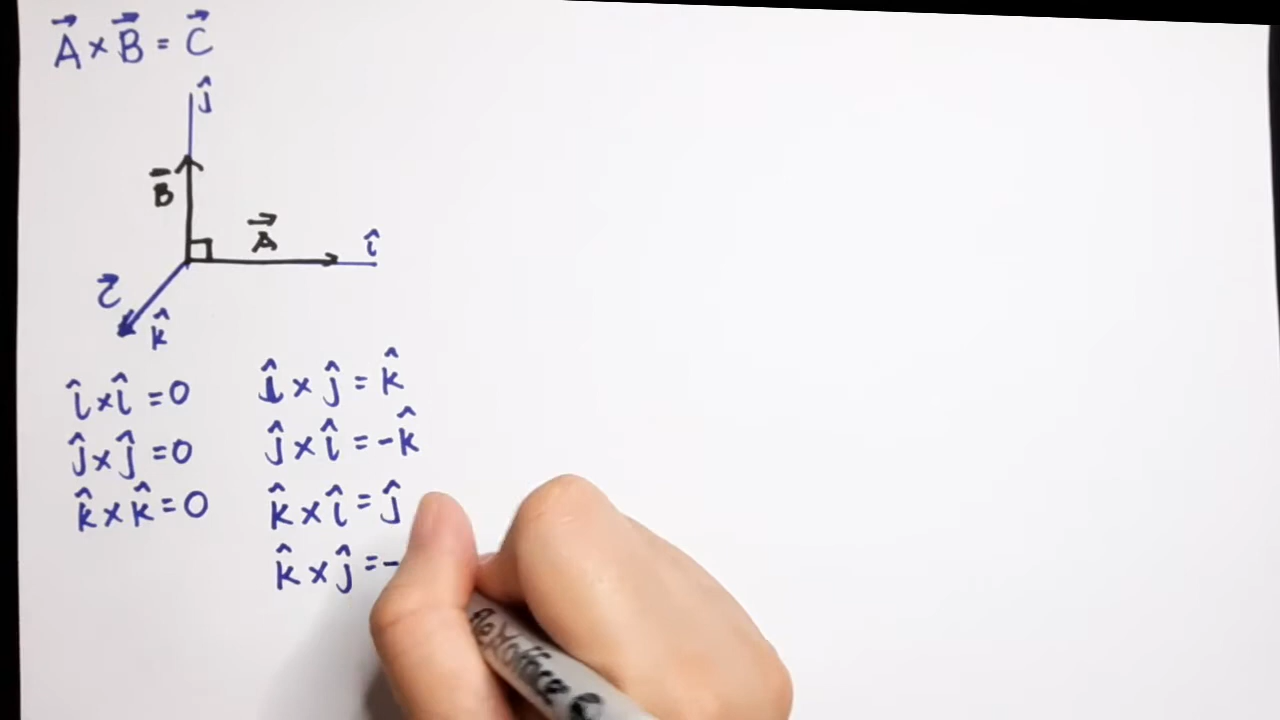 A⃗ × B⃗ = C⃗
ĵ
B⃗
A⃗
î
C⃗
k̂
î × î = 0
ĵ × ĵ = 0
k̂ × k̂ = 0
î × ĵ = k̂
ĵ × î = -k̂
k̂ × î = ĵ
k̂ × ĵ = -